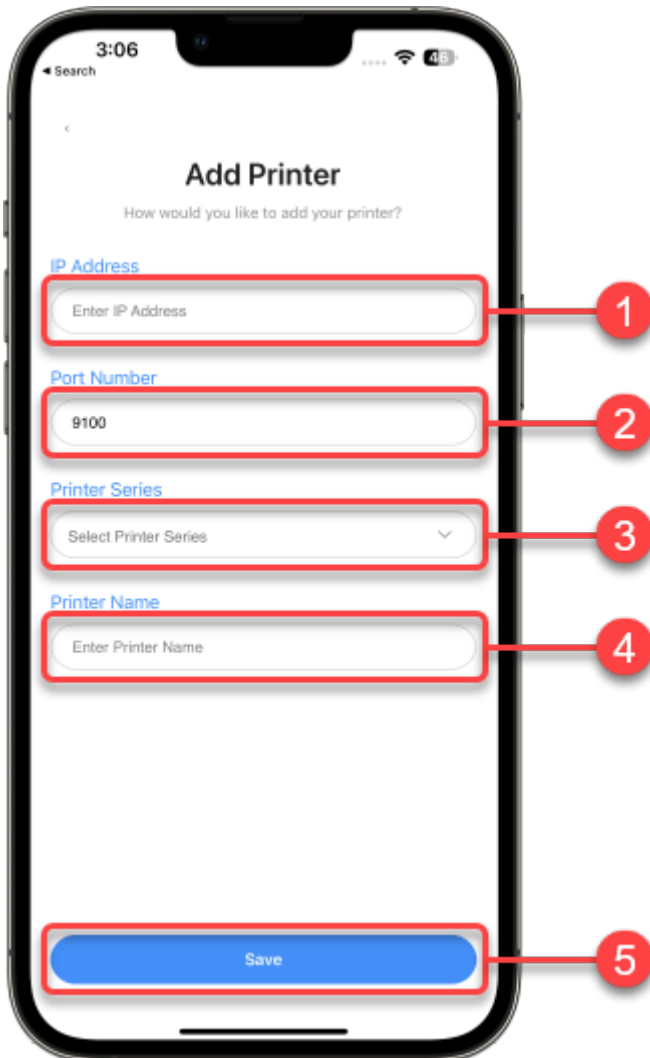 3:06
46
◀ Search
Add Printer
How would you like to add your printer?
IP Address
Enter IP Address
1
Port Number
9100
2
Printer Series
Select Printer Series
3
Printer Name
Enter Printer Name
4
Save
5